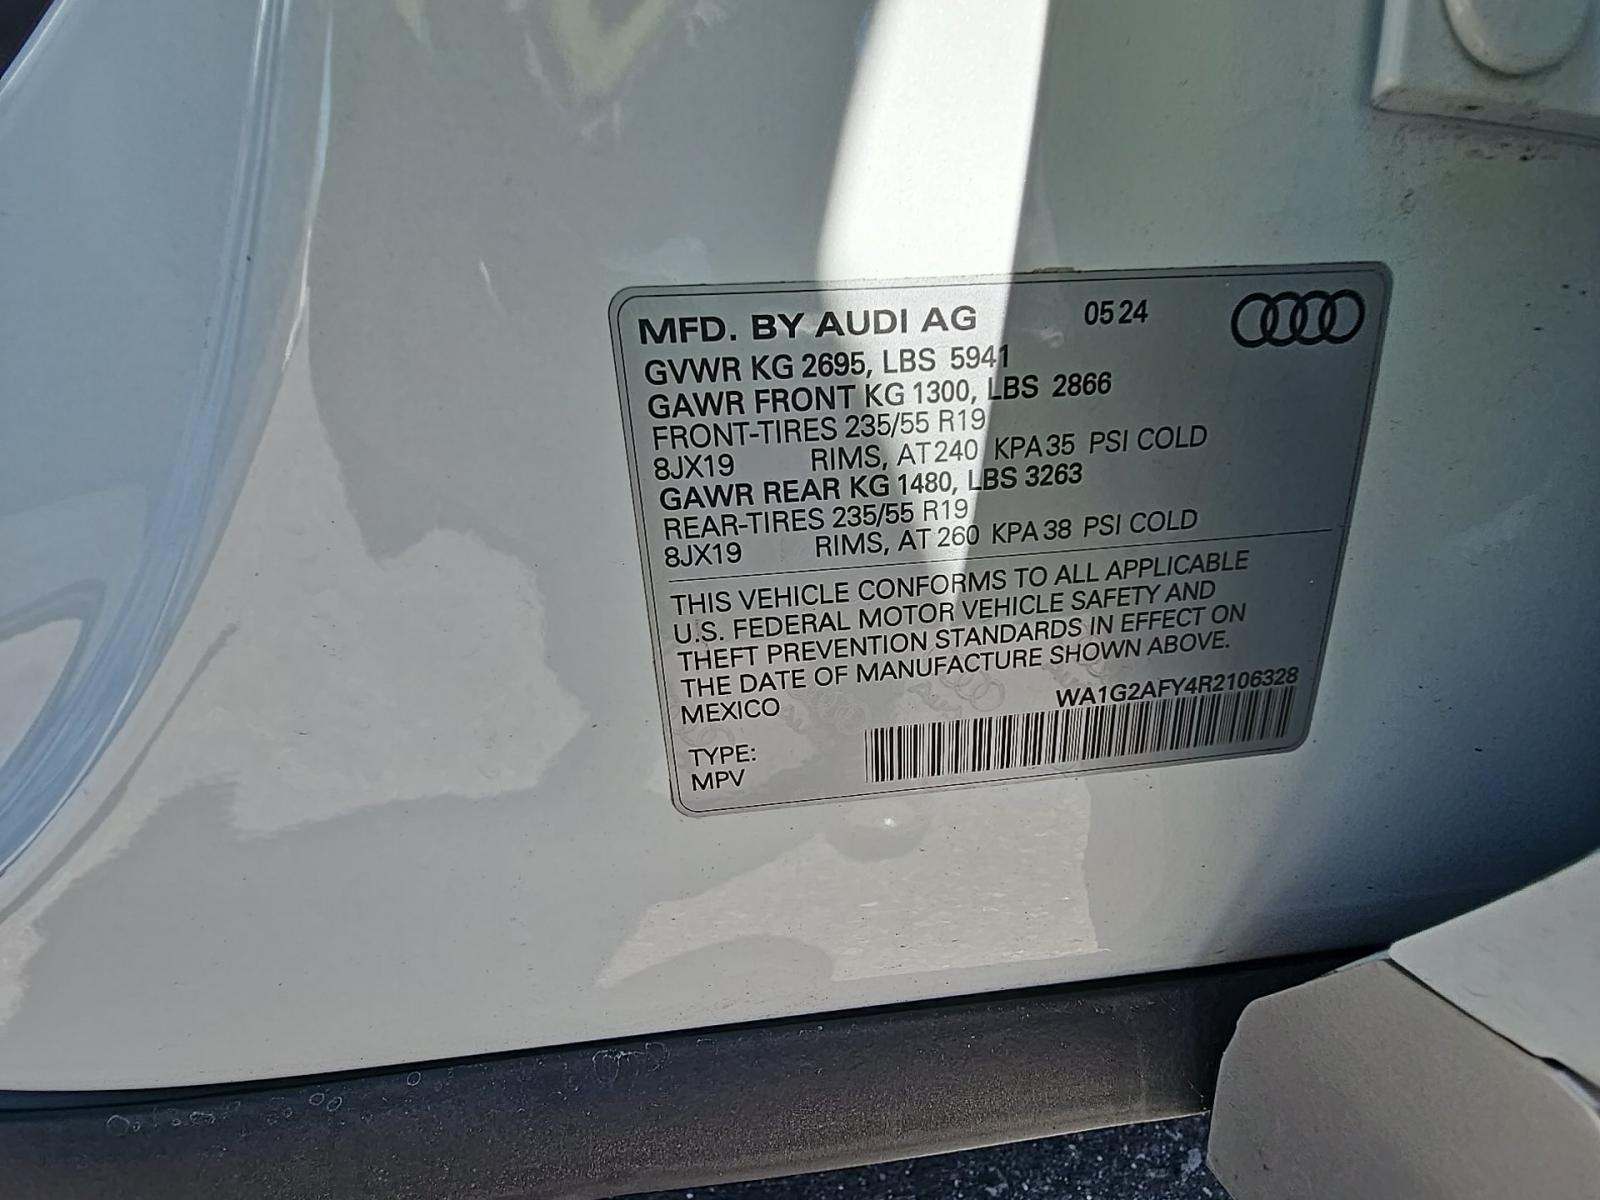 MFD. BY AUDI AG 0524
GVWR KG 2695, LBS 5941
GAWR FRONT KG 1300, LBS 2866
FRONT-TIRES 235/55 R19
8JX19 RIMS, AT 240 KPA 35 PSI COLD
GAWR REAR KG 1480, LBS 3263
REAR-TIRES 235/55 R19
8JX19 RIMS, AT 260 KPA 38 PSI COLD
THIS VEHICLE CONFORMS TO ALL APPLICABLE
U.S. FEDERAL MOTOR VEHICLE SAFETY AND
THEFT PREVENTION STANDARDS IN EFFECT ON
THE DATE OF MANUFACTURE SHOWN ABOVE.
MEXICO WA1G2AFY4R2106328
TYPE:
MPV